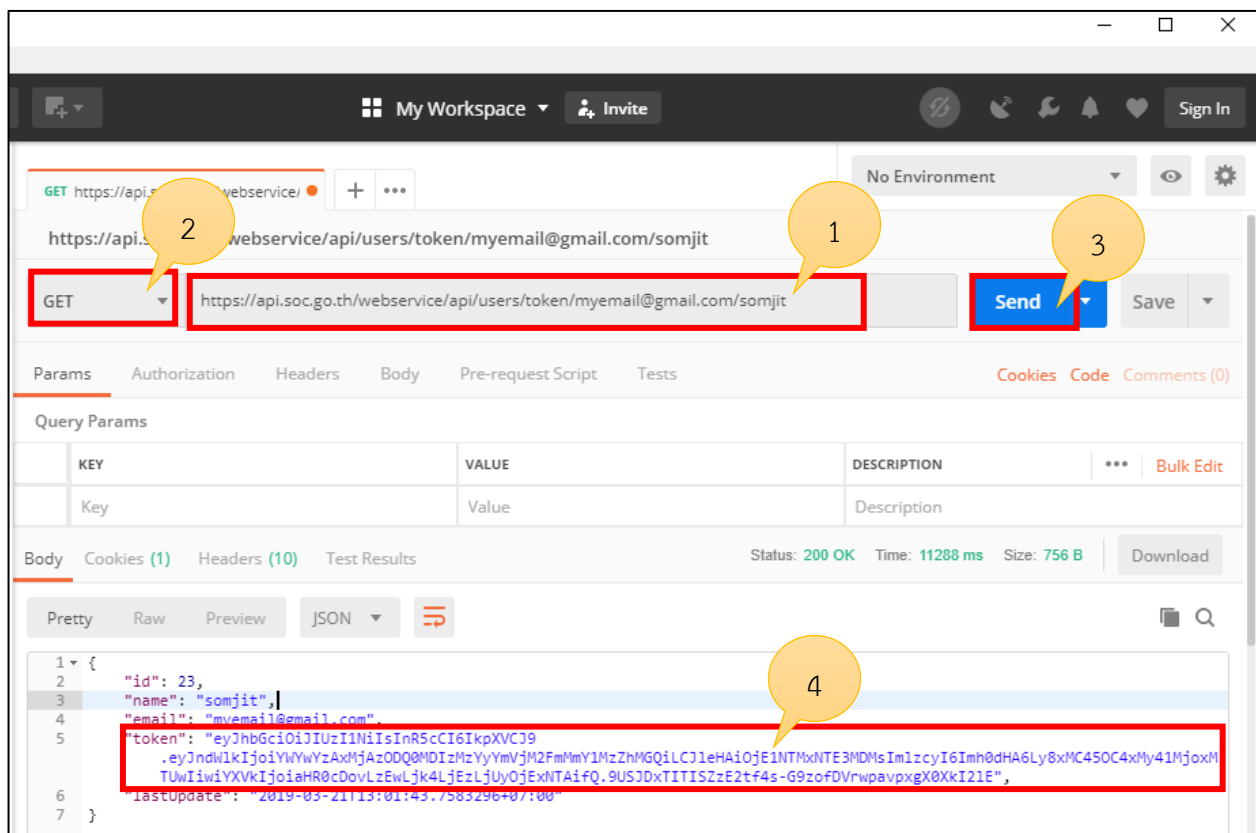 My Workspace
Invite
Sign In
GET https://api.s webservice/
No Environment
https://api.s webservice/api/users/token/myemail@gmail.com/somjit
2
1
3
GET
https://api.soc.go.th/webservice/api/users/token/myemail@gmail.com/somjit
Send
Save
Params Authorization Headers Body Pre-request Script Tests Cookies Code Comments (0)
Query Params
KEY VALUE DESCRIPTION Bulk Edit
Key Value Description
Body Cookies (1) Headers (10) Test Results Status: 200 OK Time: 11288 ms Size: 756 B Download
Pretty Raw Preview JSON
4
1 {
2 "id": 23,
3 "name": "somjit",
4 "email": "myemail@gmail.com",
5 "token": "eyJhbGciOiJIUzI1NiIsInR5cCI6IkpXVCJ9
.eyJndWlkIjoiYWYwYzAxMjAzODQ0MDIzMzYyYmVjM2FmMmY1MzZhMGQiLCJleHAiOjE1NTMxNTE3MDMsImlzcyI6Imh0dHA6Ly8xMC45OC4xMy41MjoxM
TUwIiwiYXVkIjoiaHR0cDovLzEwLjk4LjEzLjUyOjExNTAifQ.9USJDxTITISZzE2tf4s-G9zofDVrwpavpxgX0XkI2lE",
6 "lastUpdate": "2019-03-21T13:01:43.7583296+07:00"
7 }